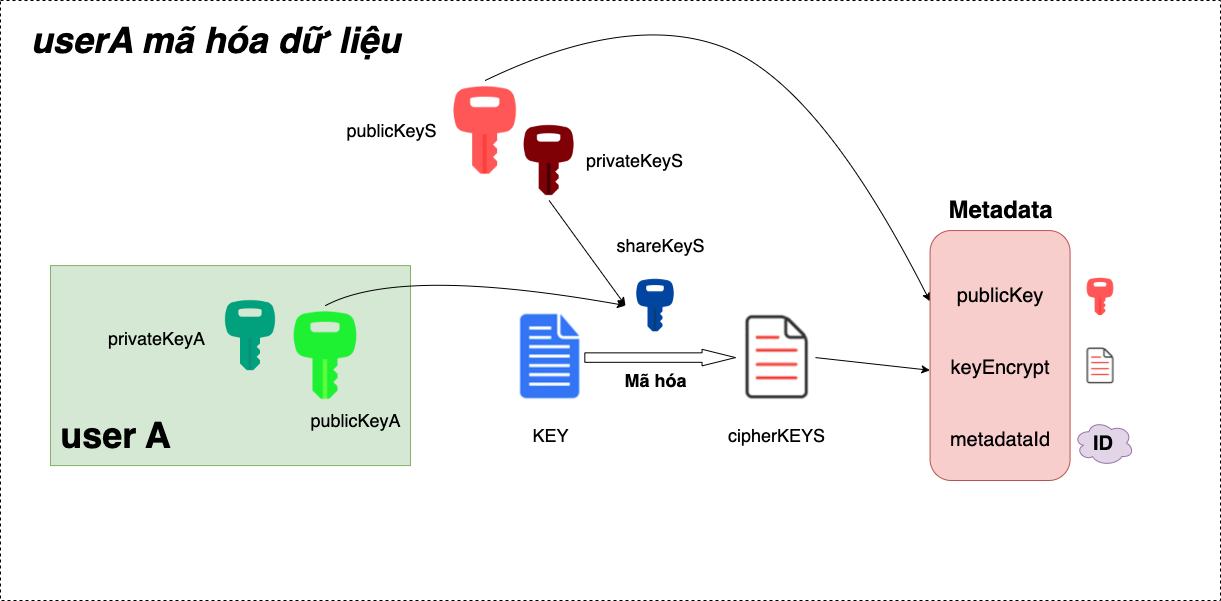 userA mã hóa dữ liệu
publicKeyS
privateKeyS
Metadata
shareKeyS
publicKey
privateKeyA
keyEncrypt
Mã hóa
publicKeyA
user A
KEY
cipherKEYS
metadataId
ID